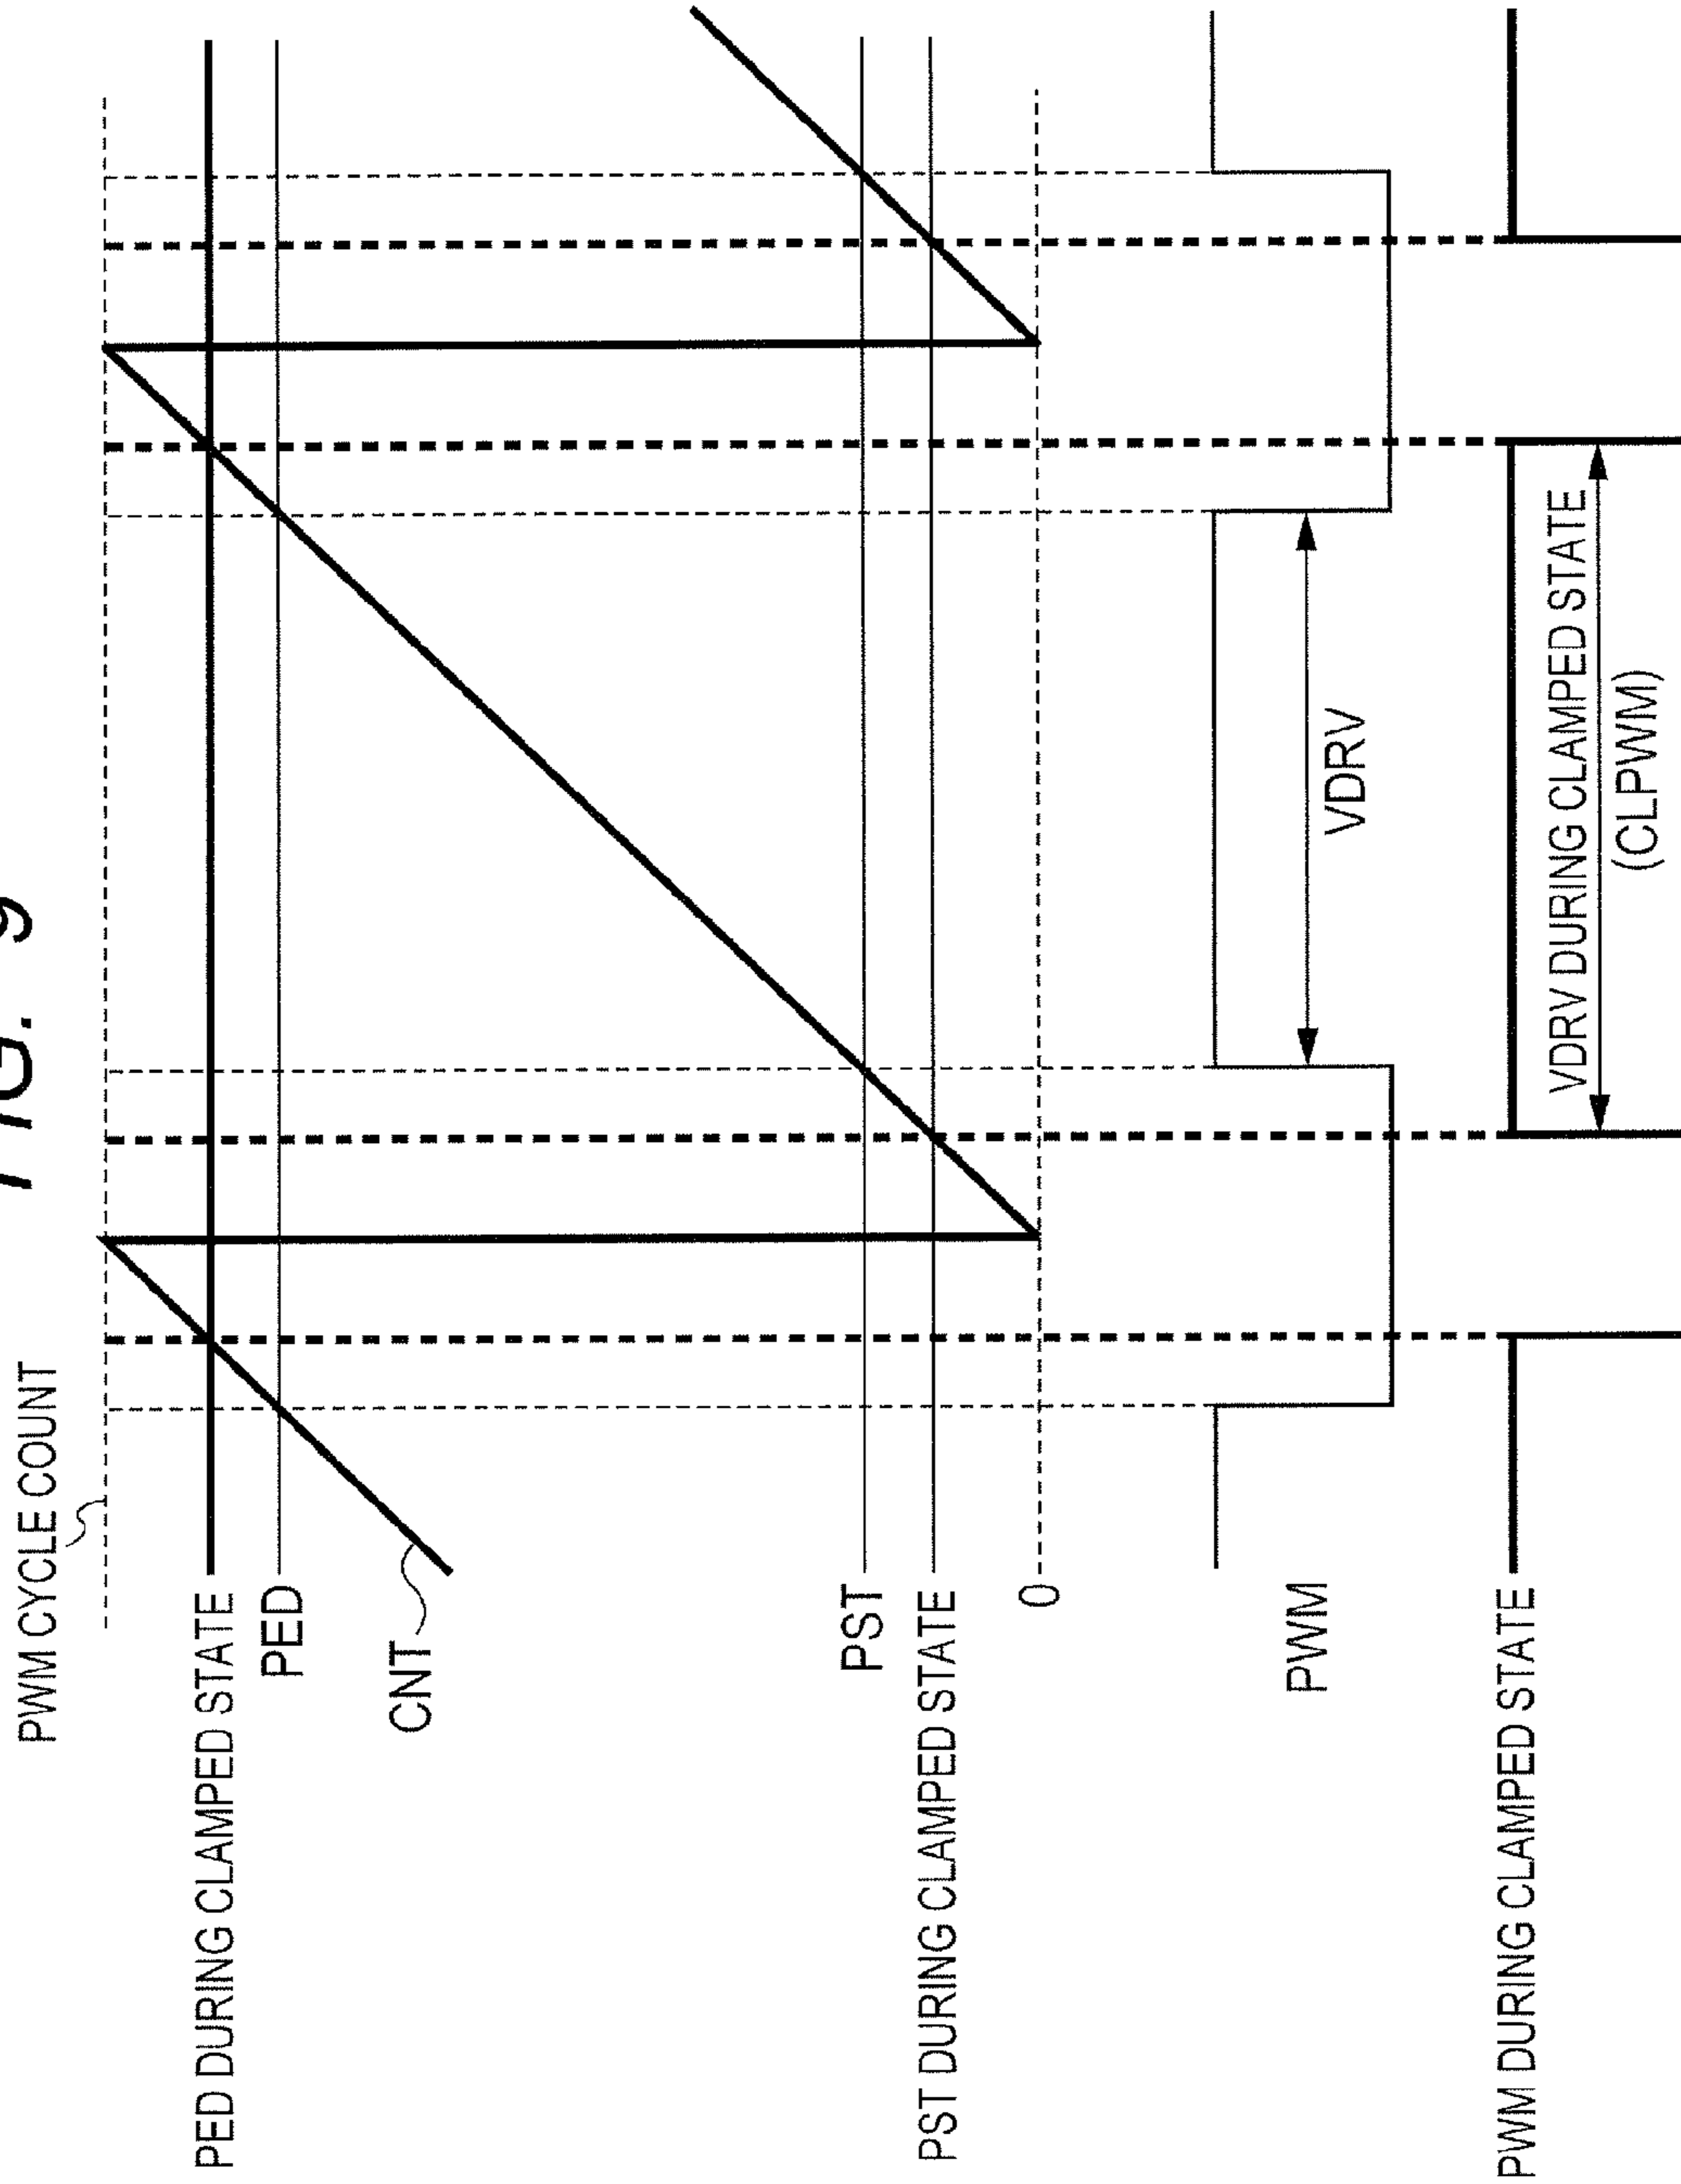 FIG. 9
PWM CYCLE COUNT
PED DURING CLAMPED STATE
PED
CNT
PST
PST DURING CLAMPED STATE
0
PWM
VDRV
PWM DURING CLAMPED STATE
VDRV DURING CLAMPED STATE
(CLPWM)